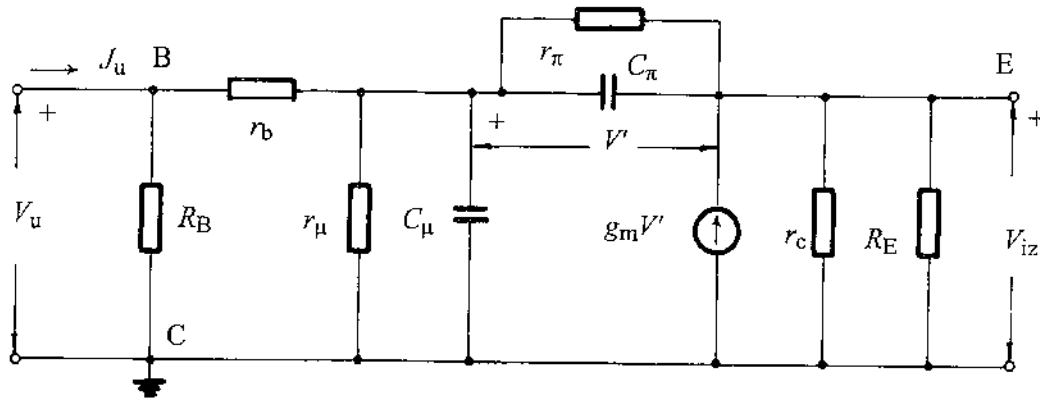 J_u
B
r_π
C_π
E
+
r_b
+
V'
+
V_u
R_B
r_μ
C_μ
g_mV'
r_c
R_E
V_iz
C